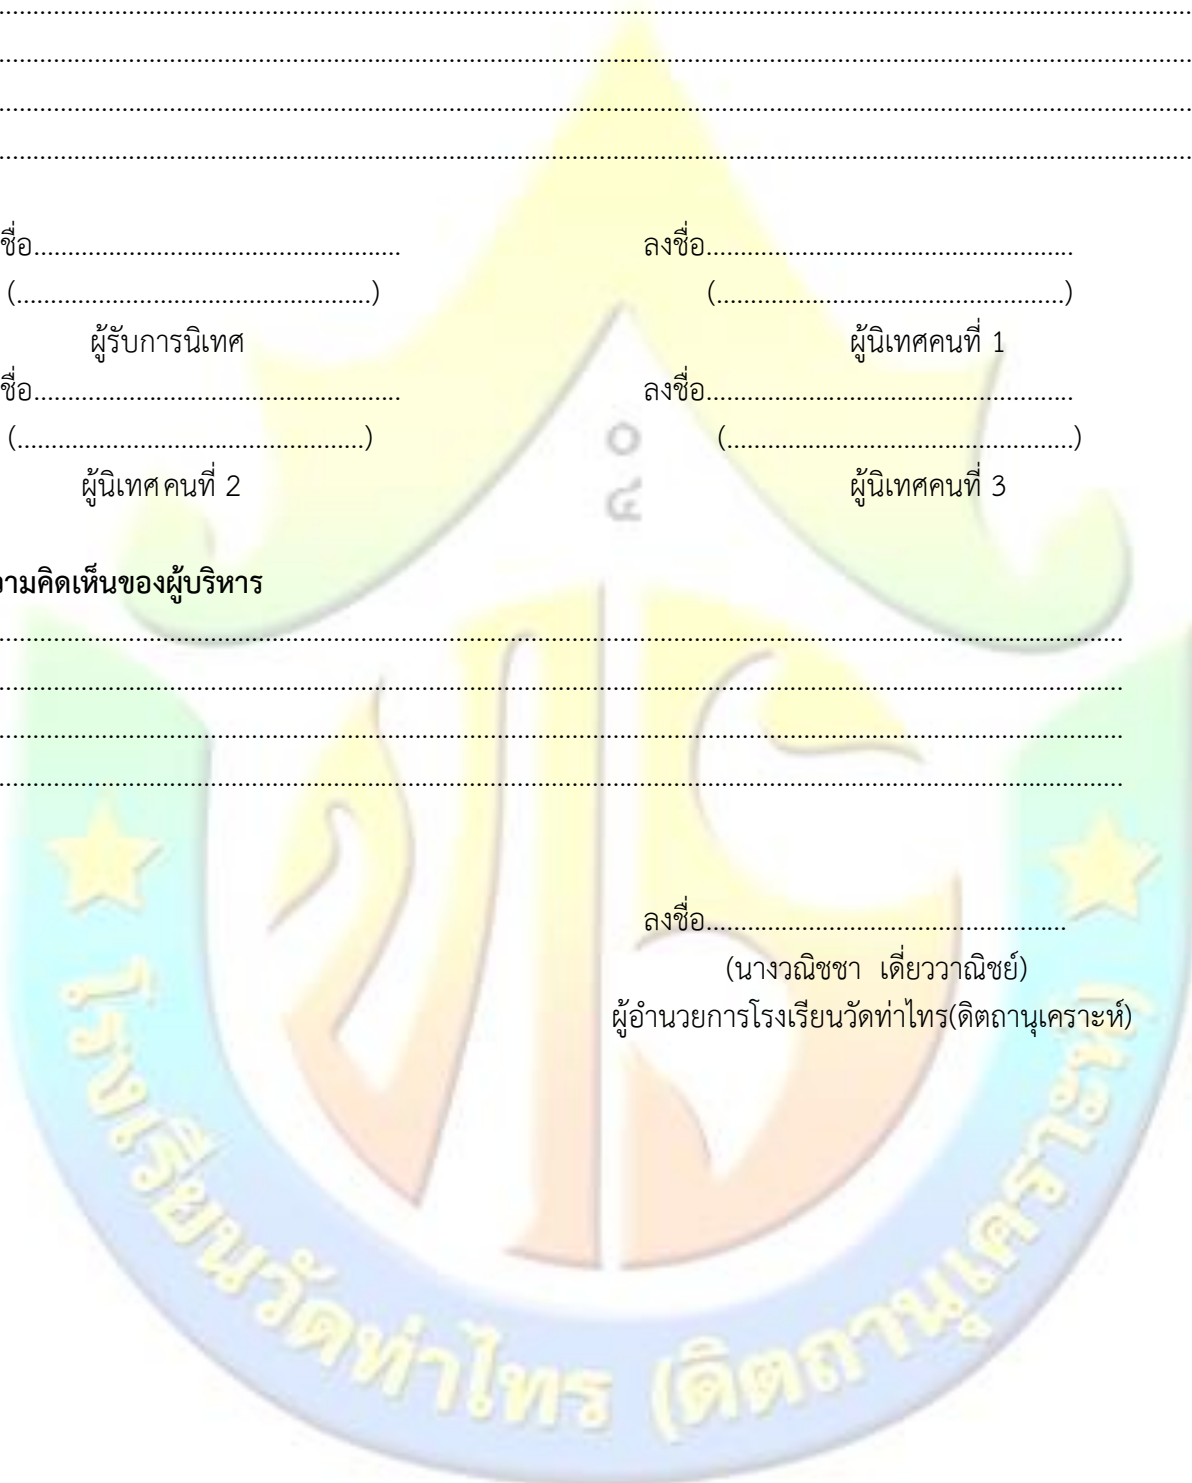 ................................................................................................................................................................
................................................................................................................................................................
................................................................................................................................................................
................................................................................................................................................................
ชื่อ...................................................... ลงชื่อ......................................................
(....................................................) (...................................................)
ผู้รับการนิเทศ ผู้นิเทศคนที่ 1
ชื่อ...................................................... ลงชื่อ......................................................
(...................................................) (...................................................)
ผู้นิเทศคนที่ 2 ผู้นิเทศคนที่ 3
๐
๔
วามคิดเห็นของผู้บริหาร
................................................................................................................................................................
................................................................................................................................................................
................................................................................................................................................................
................................................................................................................................................................
ลงชื่อ.....................................................
(นางวณิชชา เดี่ยววาณิชย์)
ผู้อำนวยการโรงเรียนวัดท่าไทร(ดิตถานุเคราะห์)
โรงเรียนวัดท่าไทร (ดิตถานุเคราะห์)